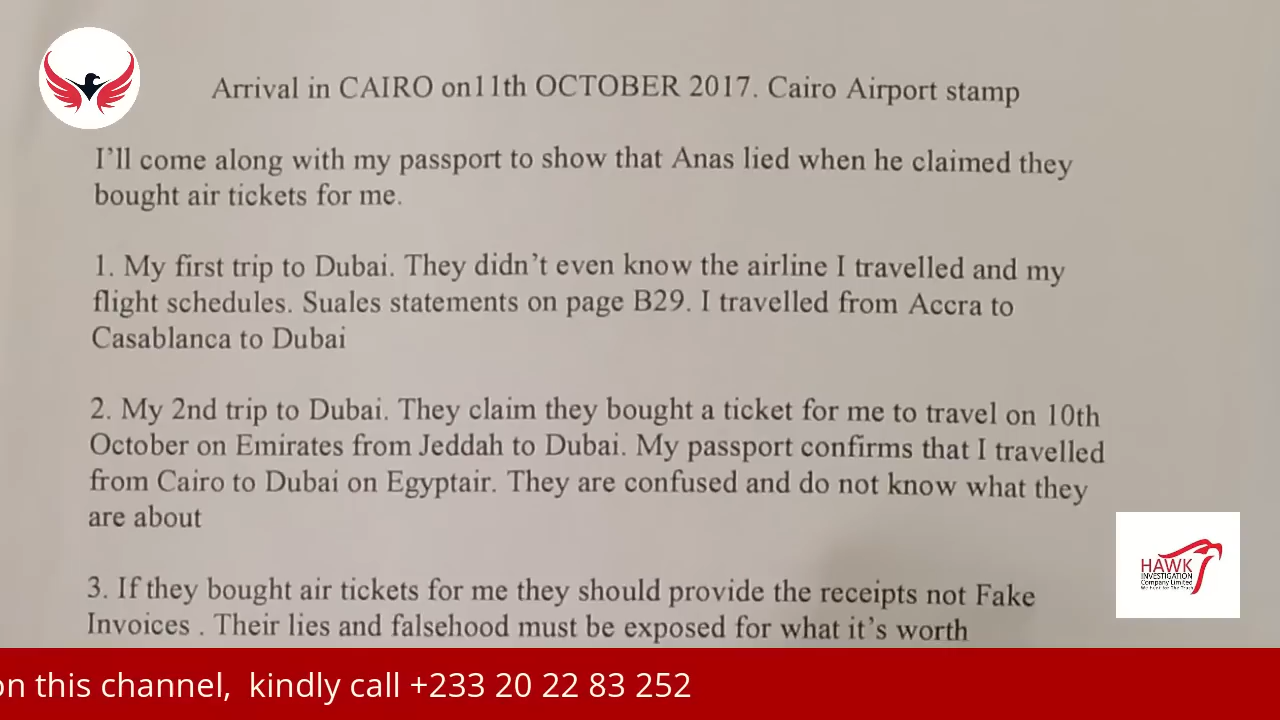 Arrival in CAIRO on11th OCTOBER 2017. Cairo Airport stamp
I'll come along with my passport to show that Anas lied when he claimed they
bought air tickets for me.
1. My first trip to Dubai. They didn't even know the airline I travelled and my
flight schedules. Suales statements on page B29. I travelled from Accra to
Casablanca to Dubai
2. My 2nd trip to Dubai. They claim they bought a ticket for me to travel on 10th
October on Emirates from Jeddah to Dubai. My passport confirms that I travelled
from Cairo to Dubai on Egyptair. They are confused and do not know what they
are about
3. If they bought air tickets for me they should provide the receipts not Fake
Invoices . Their lies and falsehood must be exposed for what it's worth
HAWK
INVESTIGATION
Company Limited
on this channel, kindly call +233 20 22 83 252